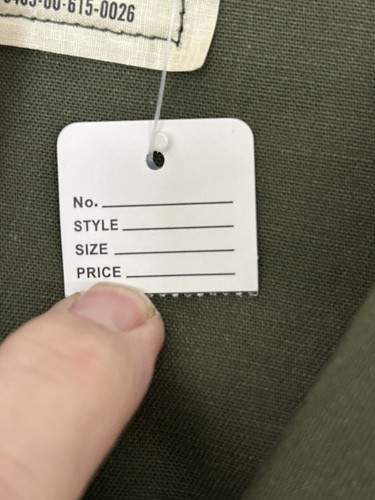 -00-615-0026
No.
STYLE
SIZE
PRICE